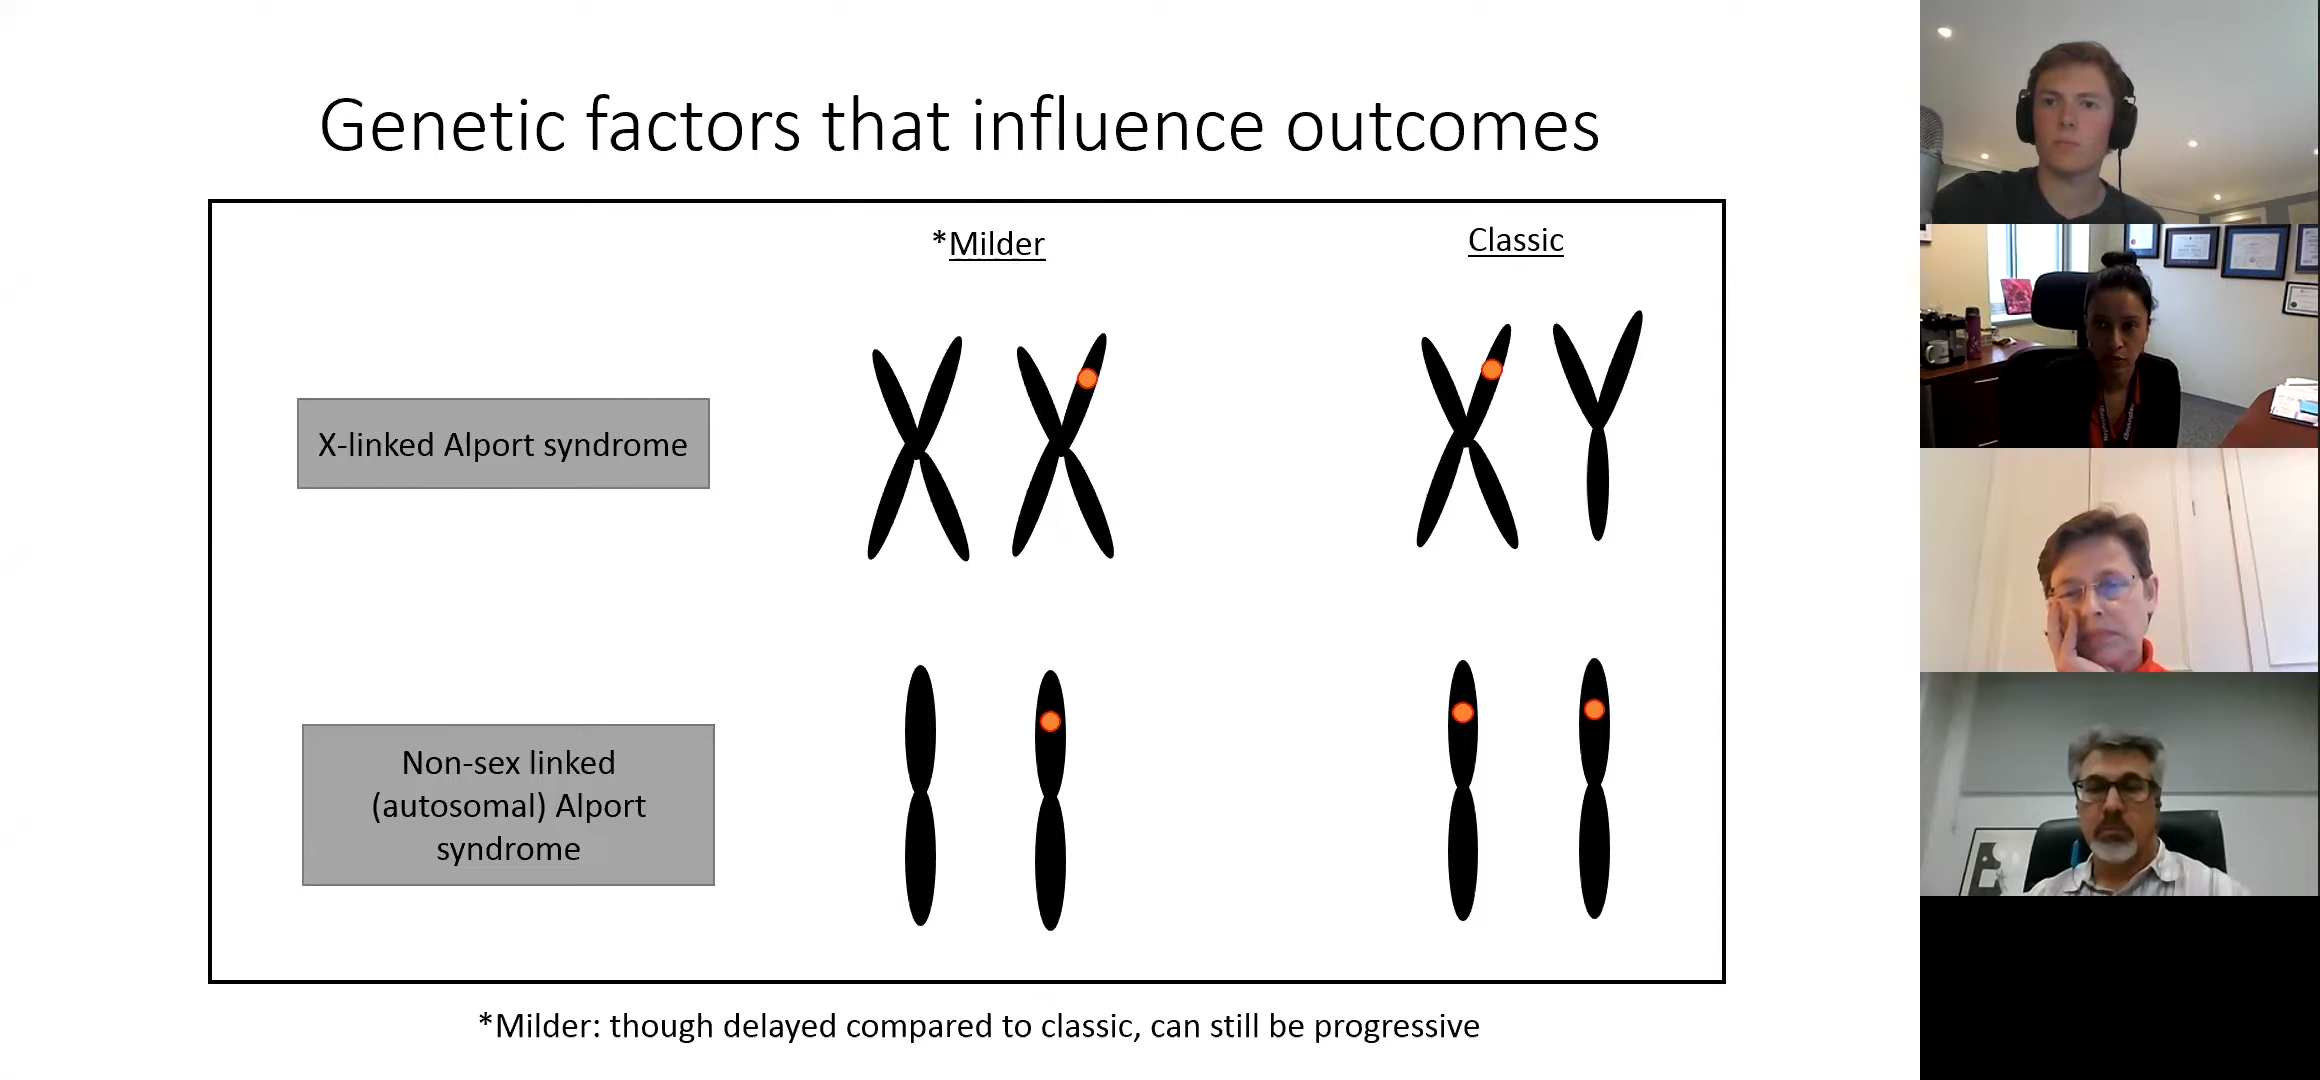 Genetic factors that influence outcomes
*Milder
Classic
X-linked Alport syndrome
Non-sex linked
(autosomal) Alport
syndrome
*Milder: though delayed compared to classic, can still be progressive